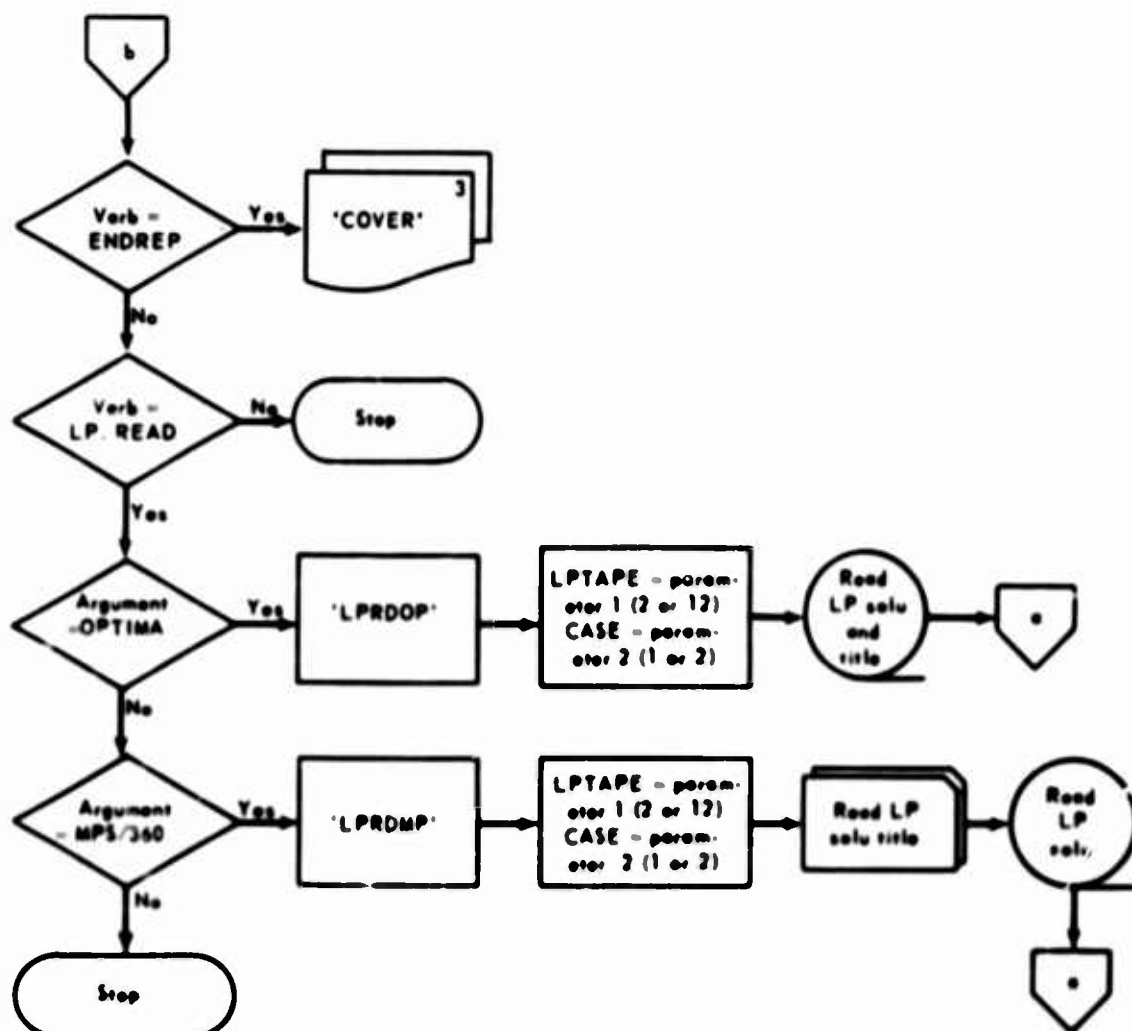 b
Verb =
ENDREP
Yes
'COVER'
3
No
Verb =
L.P. READ
No
Stop
Yes
Argument
=OPTIMA
Yes
'LPRDOP'
LPTAPE = param-
eter 1 (2 or 12)
CASE = param-
eter 2 (1 or 2)
Read
LP solu
and
title
a
No
Argument
= MPS/360
Yes
'LPRDMP'
LPTAPE = param-
eter 1 (2 or 12)
CASE = param-
eter 2 (1 or 2)
Read LP
solu title
Read
LP
solu
No
Stop
a